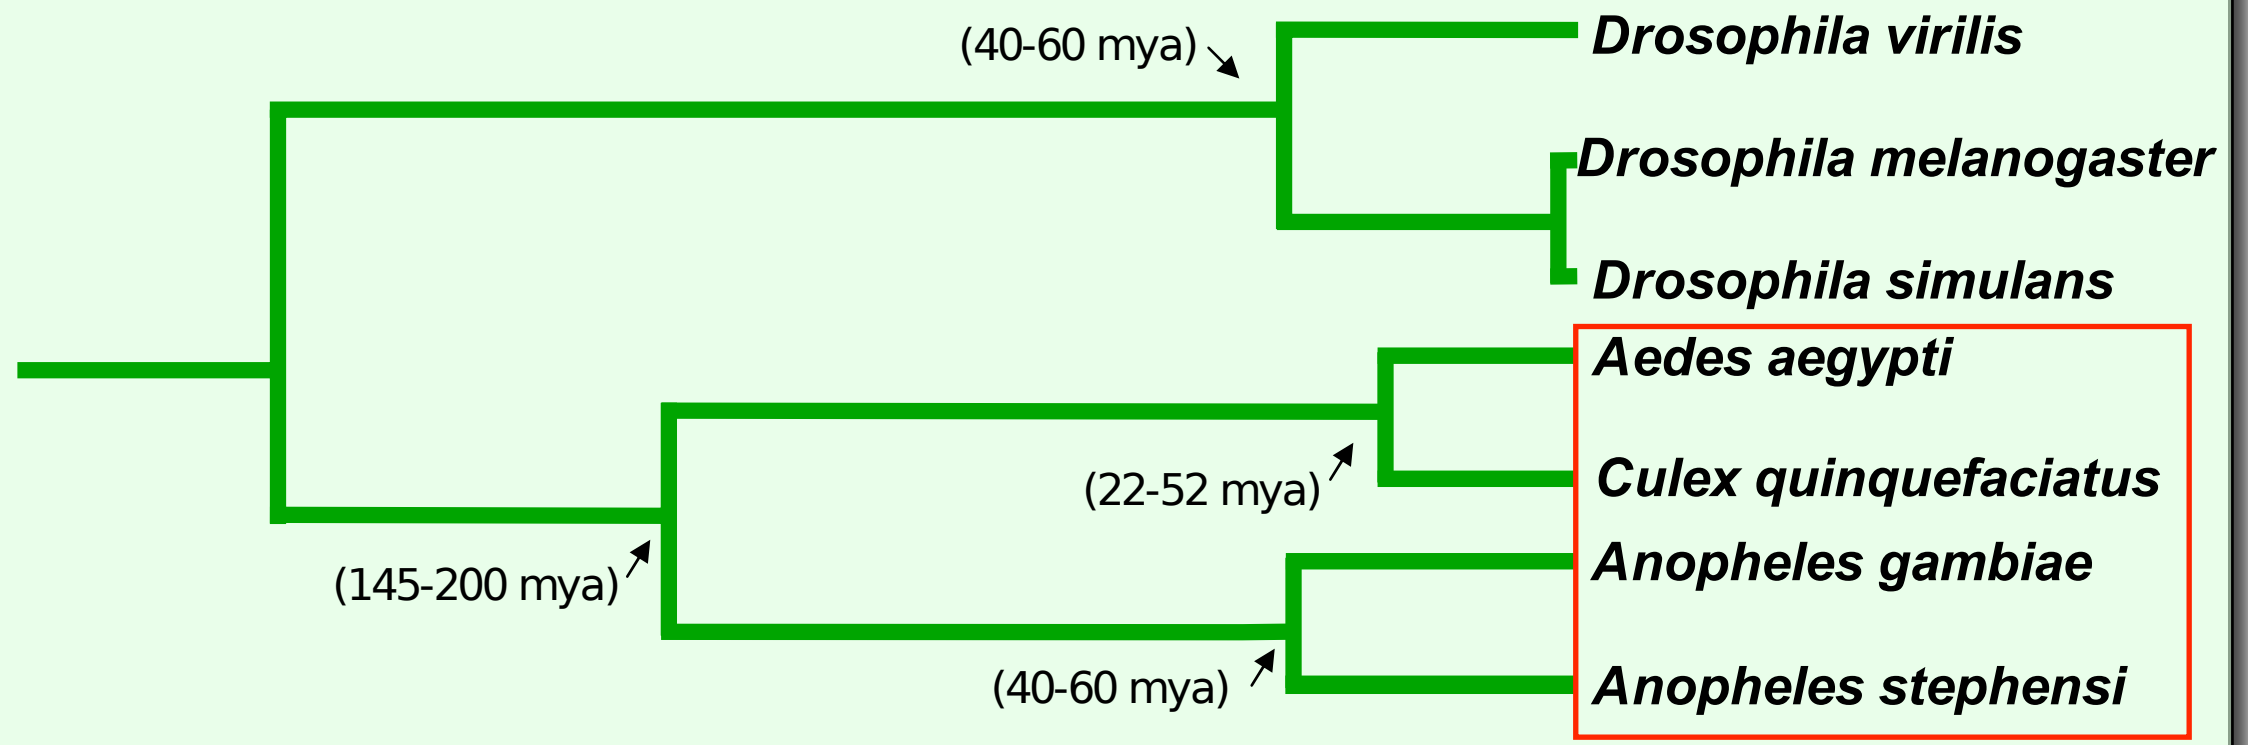 (40-60 mya)
Drosophila virilis
Drosophila melanogaster
Drosophila simulans
Aedes aegypti
(22-52 mya)
Culex quinquefaciatus
(145-200 mya)
Anopheles gambiae
(40-60 mya)
Anopheles stephensi